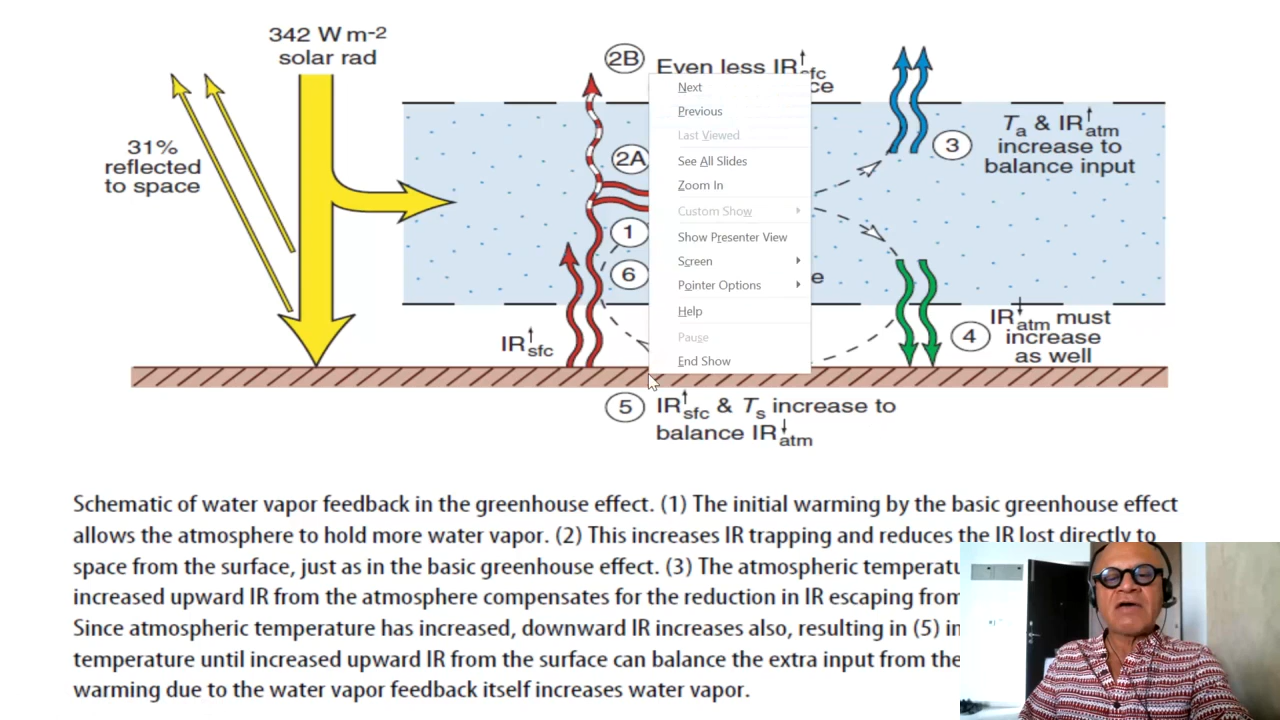 342 W m-2
solar rad
31%
reflected
to space
2B
Even less IR↑sfc
ce
Next
Previous
Last Viewed
See All Slides
Zoom In
Custom Show
Show Presenter View
Screen
Pointer Options
Help
Pause
End Show
2A
1
6
e
3
Ta & IR↑atm
increase to
balance input
IR↑sfc
4
IR↓atm must
increase
as well
5
IR↑sfc & Ts increase to
balance IR↓atm
Schematic of water vapor feedback in the greenhouse effect. (1) The initial warming by the basic greenhouse effect
allows the atmosphere to hold more water vapor. (2) This increases IR trapping and reduces the IR lost directly to
space from the surface, just as in the basic greenhouse effect. (3) The atmospheric temperatu
increased upward IR from the atmosphere compensates for the reduction in IR escaping from
Since atmospheric temperature has increased, downward IR increases also, resulting in (5) in
temperature until increased upward IR from the surface can balance the extra input from the
warming due to the water vapor feedback itself increases water vapor.